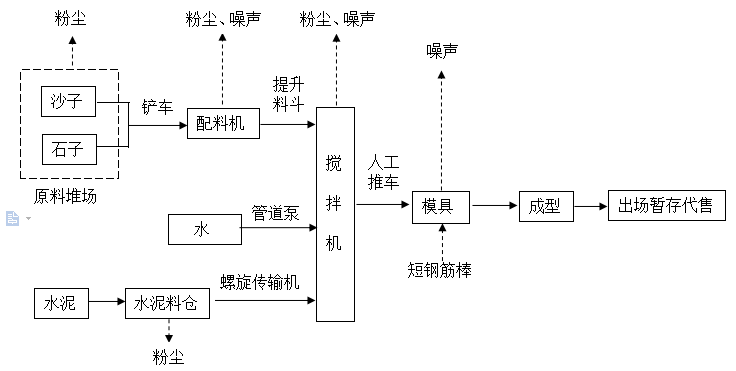 粉尘
粉尘、噪声
粉尘、噪声
噪声
沙子
石子
原料堆场
铲车
配料机
提升
料斗
搅
拌
机
人工
推车
模具
成型
出场暂存代售
短钢筋棒
水
管道泵
水泥
水泥料仓
螺旋传输机
粉尘